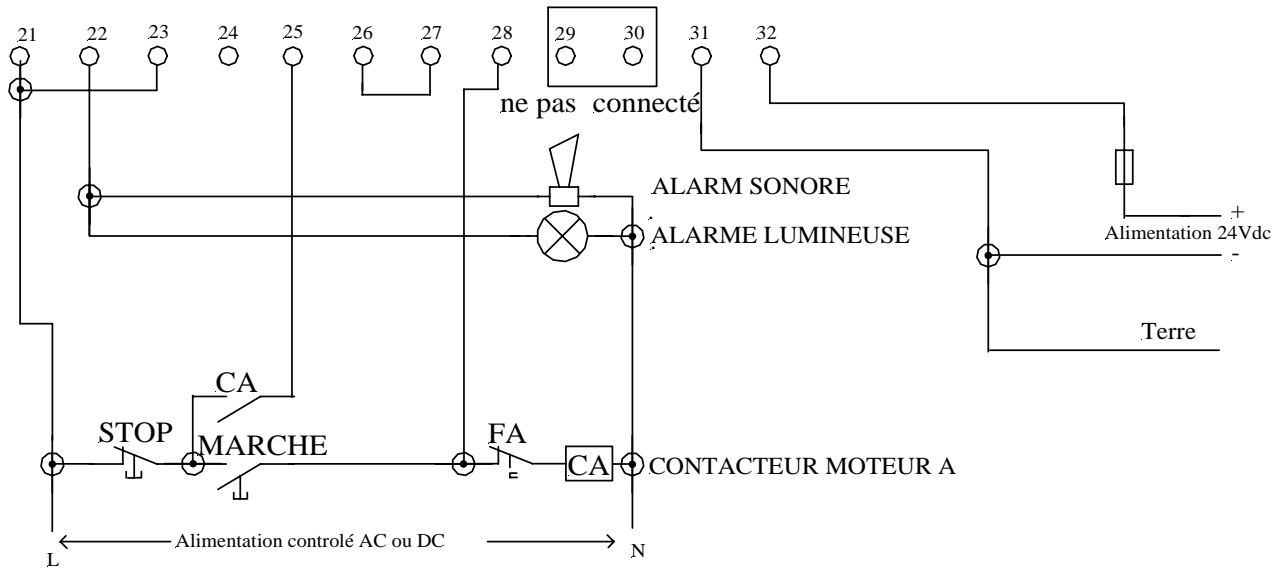 21 22 23 24 25 26 27 28 29 30 31 32
ne pas connecté
ALARM SONORE
ALARME LUMINEUSE
+
Alimentation 24Vdc
-
Terre
CA
STOP MARCHE FA
CA CONTACTEUR MOTEUR A
L Alimentation controlé AC ou DC N